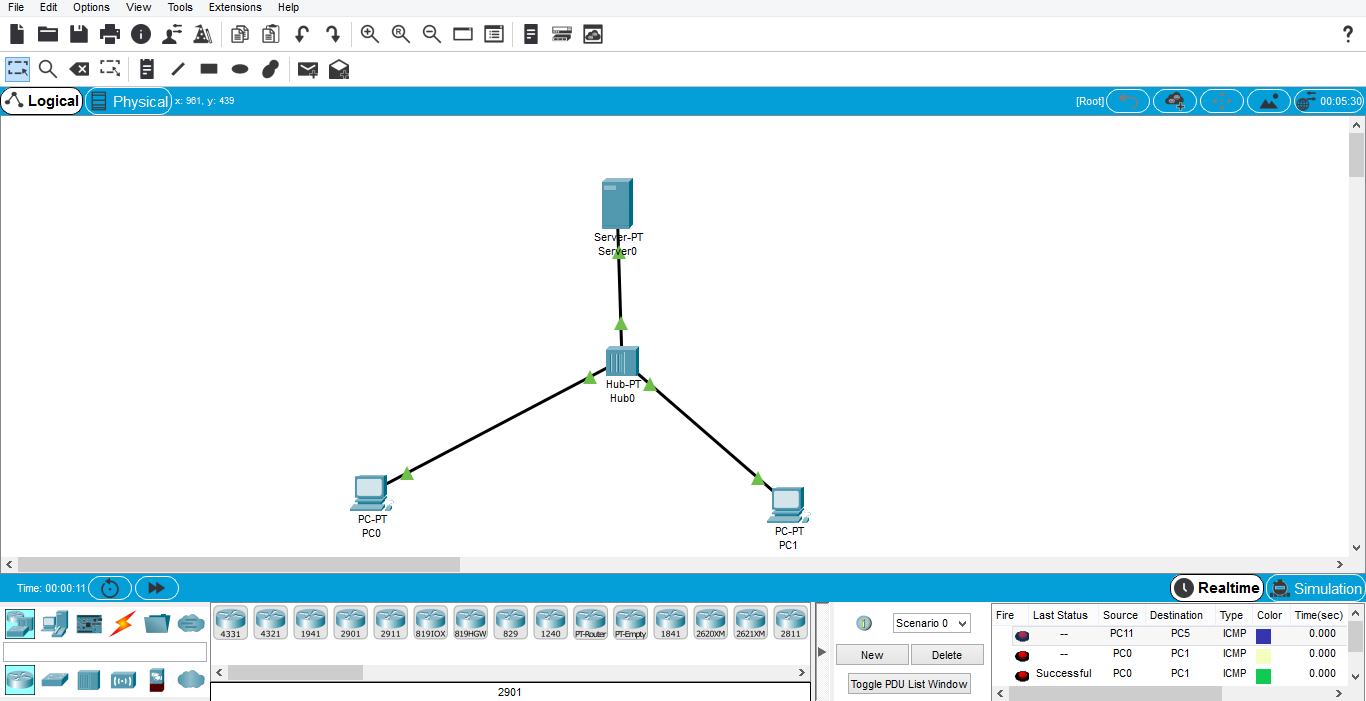 File Edit Options View Tools Extensions Help
R
?
Logical Physical x: 961, y: 439 [Root] 00:05:30
Server-PT
Server0
Hub-PT
Hub0
PC-PT
PC0
PC-PT
PC1
Time: 00:00:11 Realtime Simulation
4331 4321 1941 2901 2911 819IOX 819HGW 829 1240 PT-Router PT-Empty 1841 2620XM 2621XM 2811
2901
Scenario 0
New Delete
Toggle PDU List Window
Fire Last Status Source Destination Type Color Time(sec)
-- PC11 PC5 ICMP 0.000
-- PC0 PC1 ICMP 0.000
Successful PC0 PC1 ICMP 0.000